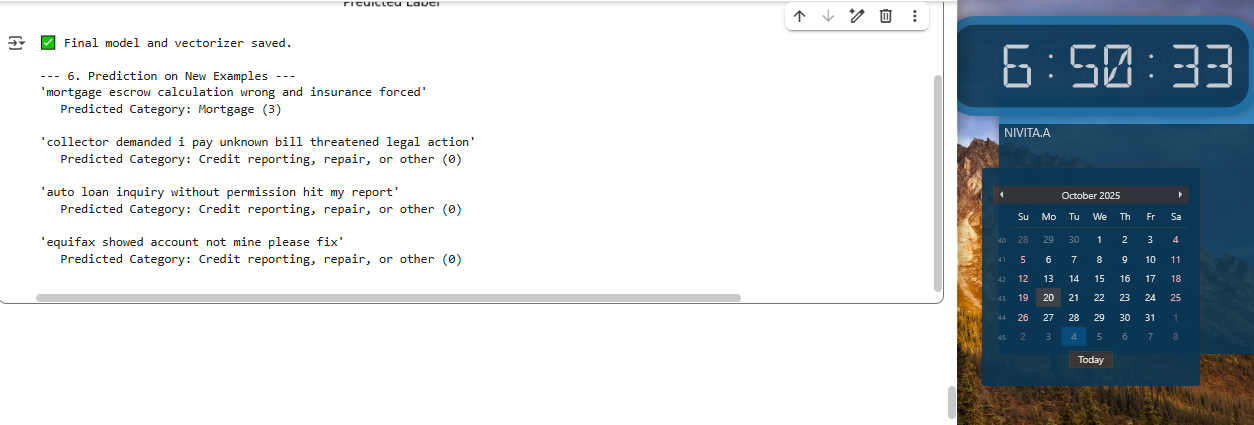 Predicted Label
✅ Final model and vectorizer saved.
--- 6. Prediction on New Examples ---
'mortgage escrow calculation wrong and insurance forced'
Predicted Category: Mortgage (3)
'collector demanded i pay unknown bill threatened legal action'
Predicted Category: Credit reporting, repair, or other (0)
'auto loan inquiry without permission hit my report'
Predicted Category: Credit reporting, repair, or other (0)
'equifax showed account not mine please fix'
Predicted Category: Credit reporting, repair, or other (0)
6:50:33
NIVITA.A
October 2025
Su Mo Tu We Th Fr Sa
40 28 29 30 1 2 3 4
41 5 6 7 8 9 10 11
42 12 13 14 15 16 17 18
43 19 20 21 22 23 24 25
44 26 27 28 29 30 31 1
45 2 3 4 5 6 7 8
Today